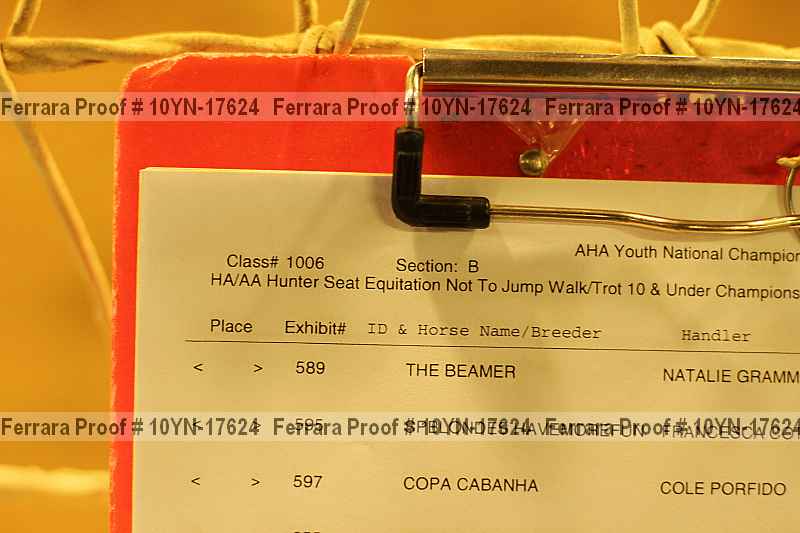 Ferrara Proof # 10YN-17624 Ferrara Proof # 10YN-17624 Ferrara Proof # 10YN-17624
AHA Youth National Champion
Class# 1006 Section: B
HA/AA Hunter Seat Equitation Not To Jump Walk/Trot 10 & Under Champions
Place Exhibit# ID & Horse Name/Breeder Handler
< > 589 THE BEAMER NATALIE GRAMM
Ferrara Proof # 10YN-17624 Ferrara Proof # 10YN-17624 Ferrara Proof # 10YN-17624
< > 595 FRANCESCA
< > 597 COPA CABANHA COLE PORFIDO